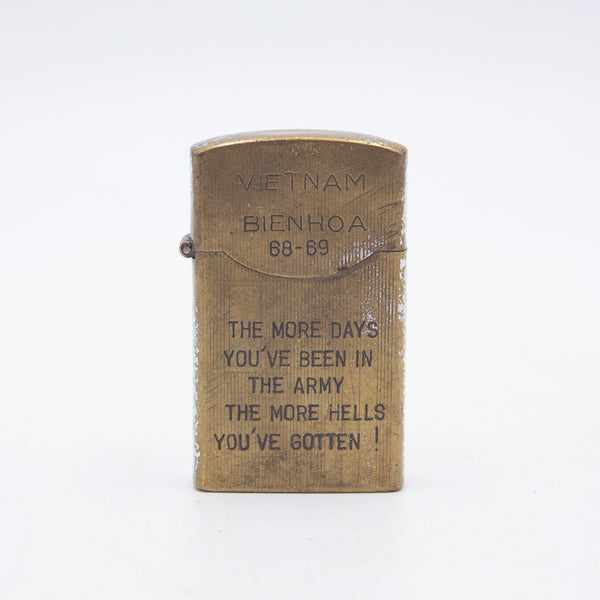 VIETNAM
BIENHOA
68-69
THE MORE DAYS
YOU'VE BEEN IN
THE ARMY
THE MORE HELLS
YOU'VE GOTTEN !